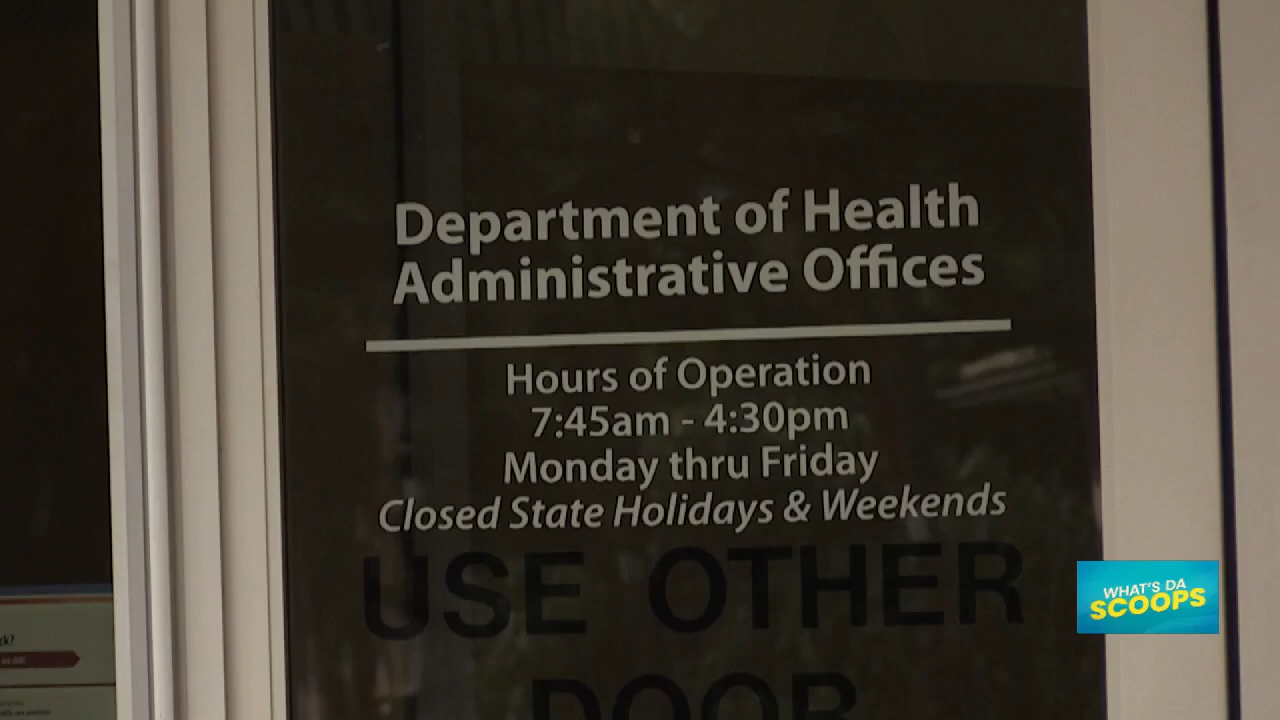 Department of Health
Administrative Offices
Hours of Operation
7:45am - 4:30pm
Monday thru Friday
Closed State Holidays & Weekends
USE OTHER
DOOR
WHAT'S DA
SCOOPS